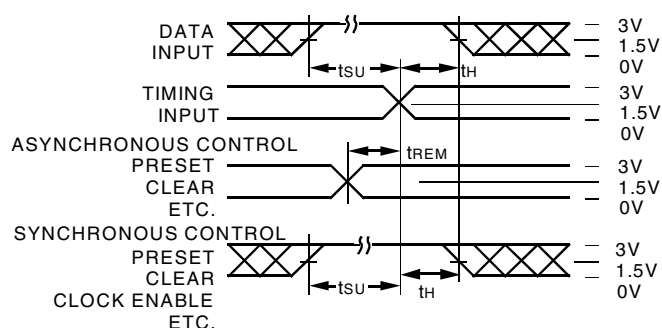 DATA
INPUT
tSU
tH
3V
1.5V
0V
TIMING
INPUT
3V
1.5V
0V
ASYNCHRONOUS CONTROL
PRESET
CLEAR
ETC.
tREM
3V
1.5V
0V
SYNCHRONOUS CONTROL
PRESET
CLEAR
CLOCK ENABLE
ETC.
tSU
tH
3V
1.5V
0V